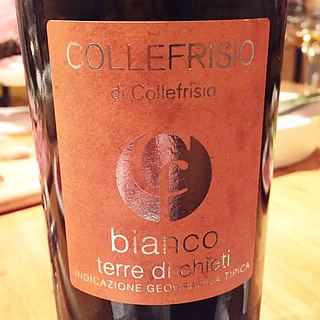 COLLEFRISIO
di Collefrisio
bianco
terre di chieti
INDICAZIONE GEOGRAFICA TIPICA